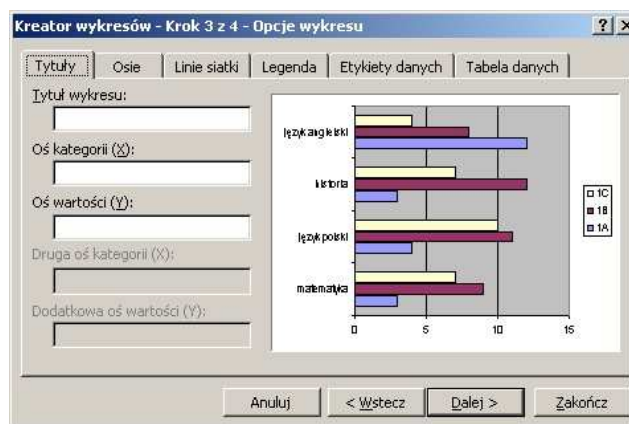 Kreator wykresów - Krok 3 z 4 - Opcje wykresu
Tytuły Osie Linie siatki Legenda Etykiety danych Tabela danych
Tytuł wykresu:
Oś kategorii (X):
Oś wartości (Y):
Druga oś kategorii (X):
Dodatkowa oś wartości (Y):
język angielski
historia
język polski
matematyka
0 5 10 15
1C
1B
1A
Anuluj < Wstecz Dalej > Zakończ